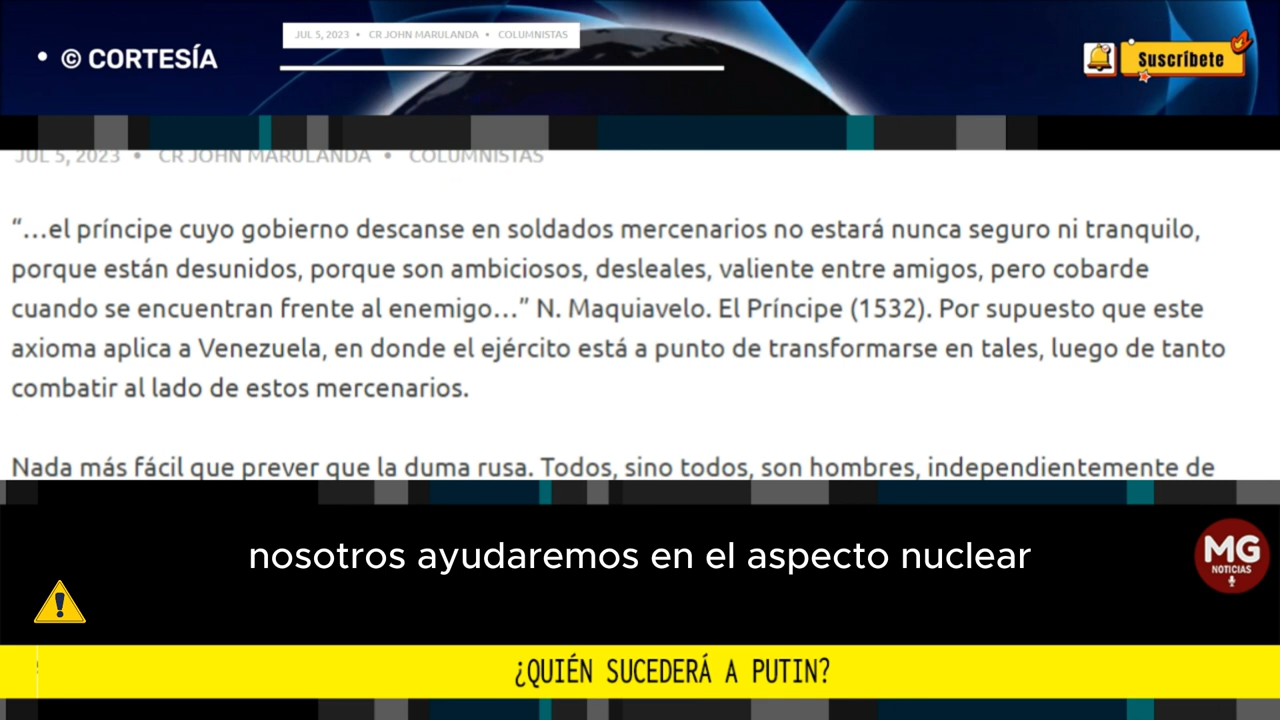 JUL 5, 2023 • CR JOHN MARULANDA • COLUMNISTAS
• © CORTESÍA
Suscríbete
JUL 5, 2023 • CR JOHN MARULANDA • COLUMNISTAS
“…el príncipe cuyo gobierno descanse en soldados mercenarios no estará nunca seguro ni tranquilo,
porque están desunidos, porque son ambiciosos, desleales, valiente entre amigos, pero cobarde
cuando se encuentran frente al enemigo…” N. Maquiavelo. El Príncipe (1532). Por supuesto que este
axioma aplica a Venezuela, en donde el ejército está a punto de transformarse en tales, luego de tanto
combatir al lado de estos mercenarios.
Nada más fácil que prever que la duma rusa. Todos, sino todos, son hombres, independientemente de
nosotros ayudaremos en el aspecto nuclear
MG
NOTICIAS
¿QUIÉN SUCEDERÁ A PUTIN?